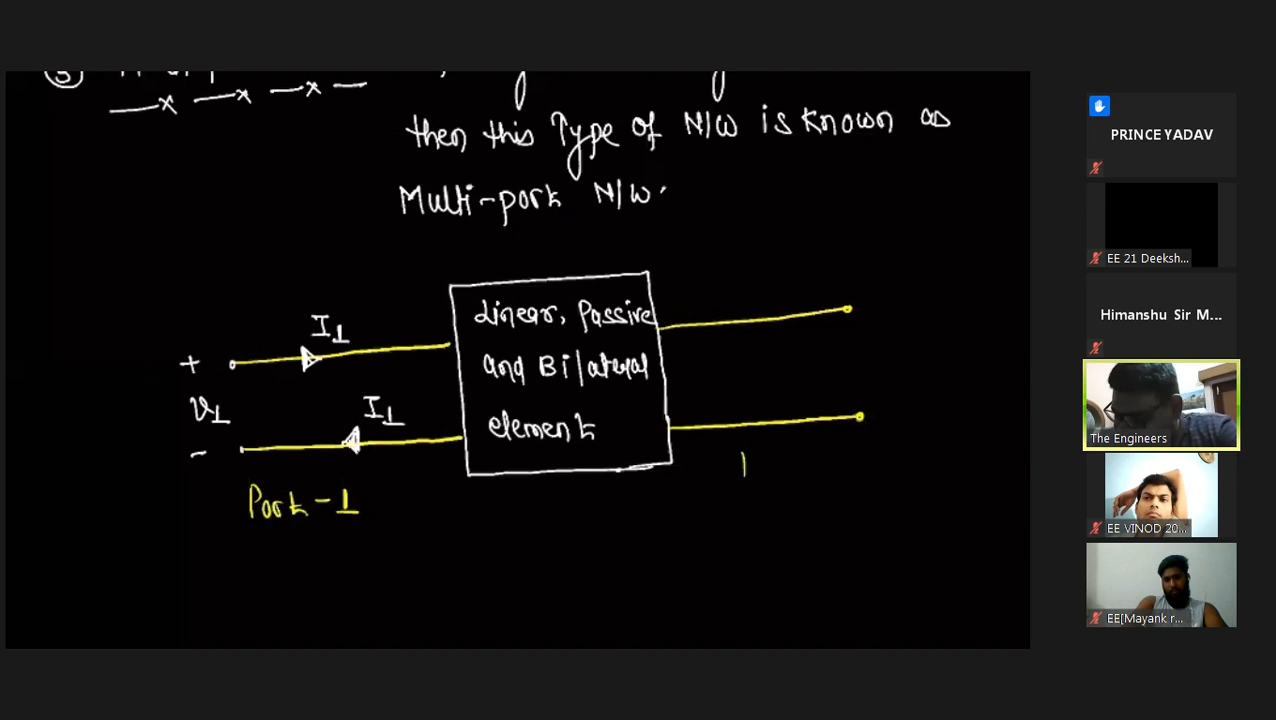 ③
then this Type of N/W is known as
Multi-port N/W.
I1
+
V1
-
I1
Port-1
Linear, Passive
and Bilateral
element
PRINCE YADAV
EE 21 Deeksh...
Himanshu Sir M...
The Engineers
EE VINOD 20...
EE[Mayank r...